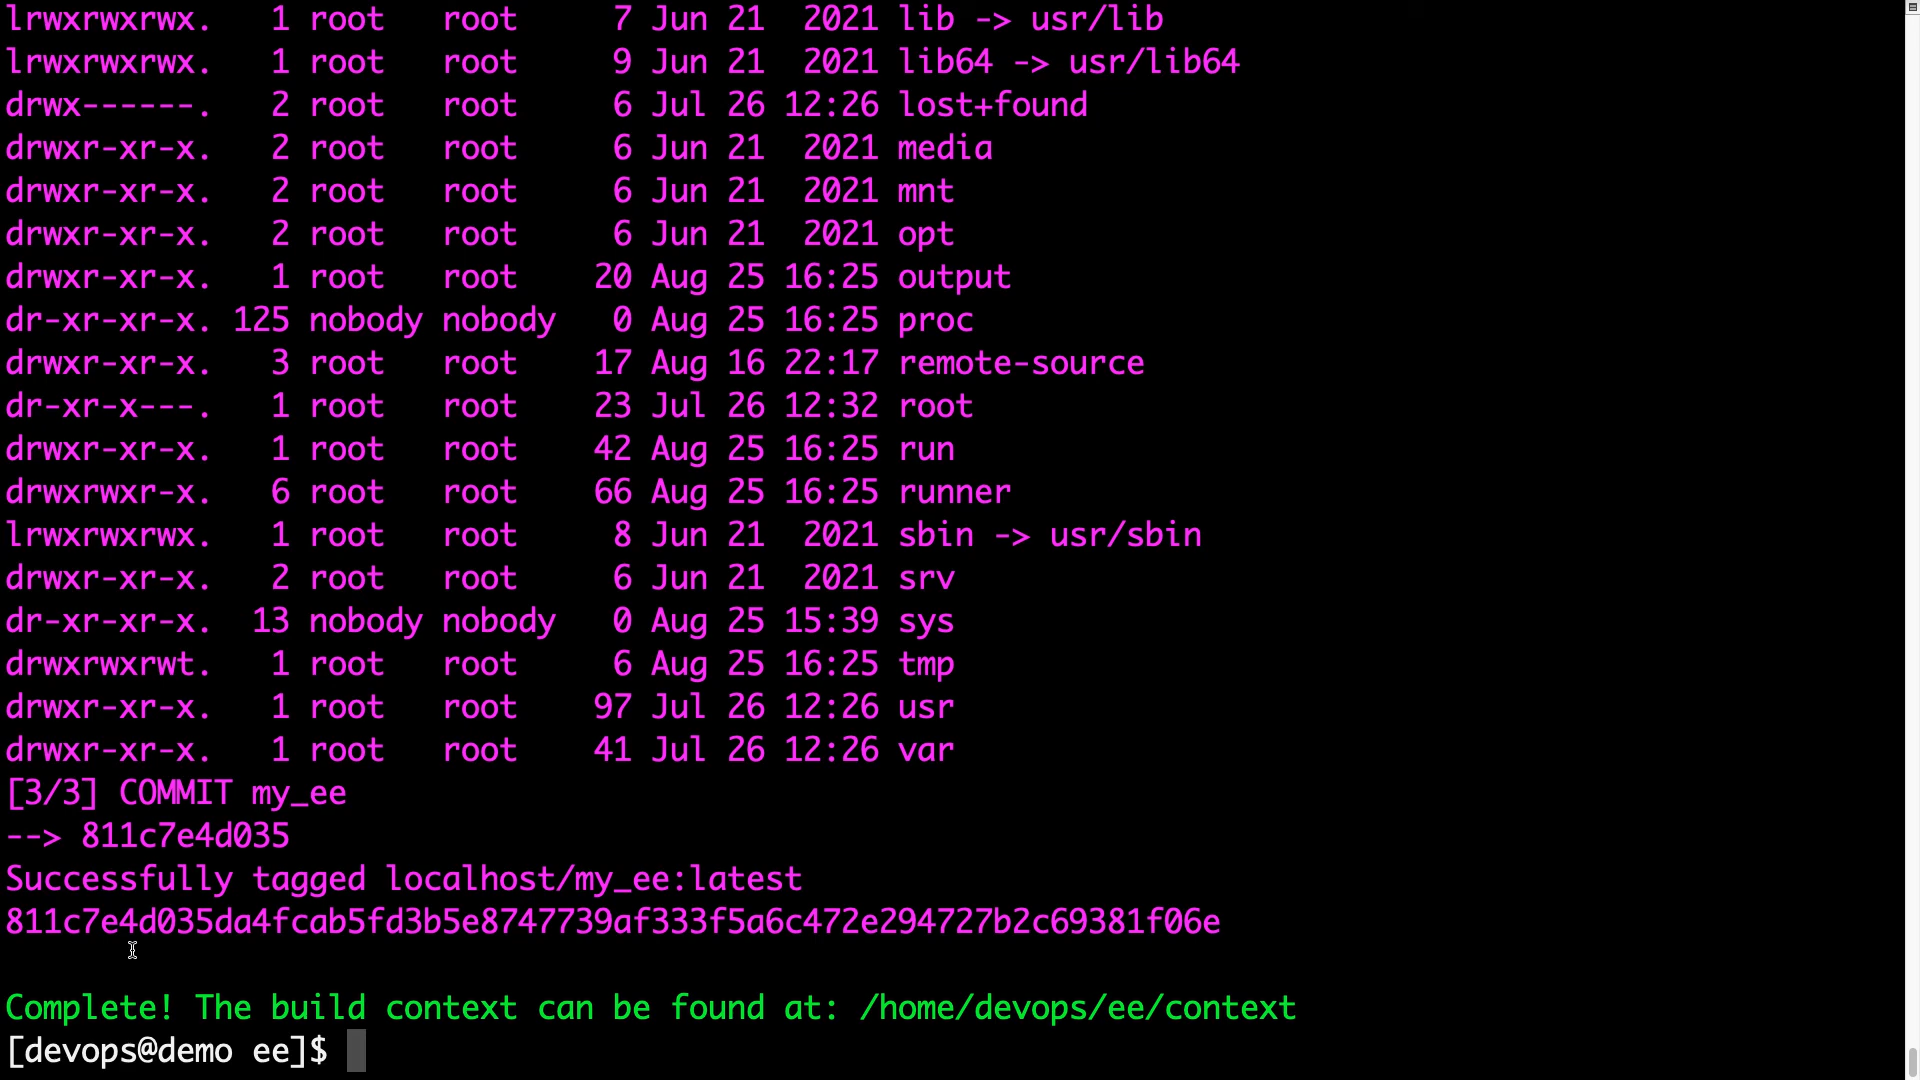 lrwxrwxrwx.   1 root   root     7 Jun 21  2021 lib -> usr/lib
lrwxrwxrwx.   1 root   root     9 Jun 21  2021 lib64 -> usr/lib64
drwx------.   2 root   root     6 Jul 26 12:26 lost+found
drwxr-xr-x.   2 root   root     6 Jun 21  2021 media
drwxr-xr-x.   2 root   root     6 Jun 21  2021 mnt
drwxr-xr-x.   2 root   root     6 Jun 21  2021 opt
drwxr-xr-x.   1 root   root    20 Aug 25 16:25 output
dr-xr-xr-x. 125 nobody nobody   0 Aug 25 16:25 proc
drwxr-xr-x.   3 root   root    17 Aug 16 22:17 remote-source
dr-xr-x---.   1 root   root    23 Jul 26 12:32 root
drwxr-xr-x.   1 root   root    42 Aug 25 16:25 run
drwxrwxr-x.   6 root   root    66 Aug 25 16:25 runner
lrwxrwxrwx.   1 root   root     8 Jun 21  2021 sbin -> usr/sbin
drwxr-xr-x.   2 root   root     6 Jun 21  2021 srv
dr-xr-xr-x.  13 nobody nobody   0 Aug 25 15:39 sys
drwxrwxrwt.   1 root   root     6 Aug 25 16:25 tmp
drwxr-xr-x.   1 root   root    97 Jul 26 12:26 usr
drwxr-xr-x.   1 root   root    41 Jul 26 12:26 var
[3/3] COMMIT my_ee
--> 811c7e4d035
Successfully tagged localhost/my_ee:latest
811c7e4d035da4fcab5fd3b5e8747739af333f5a6c472e294727b2c69381f06e
Complete! The build context can be found at: /home/devops/ee/context
[devops@demo ee]$